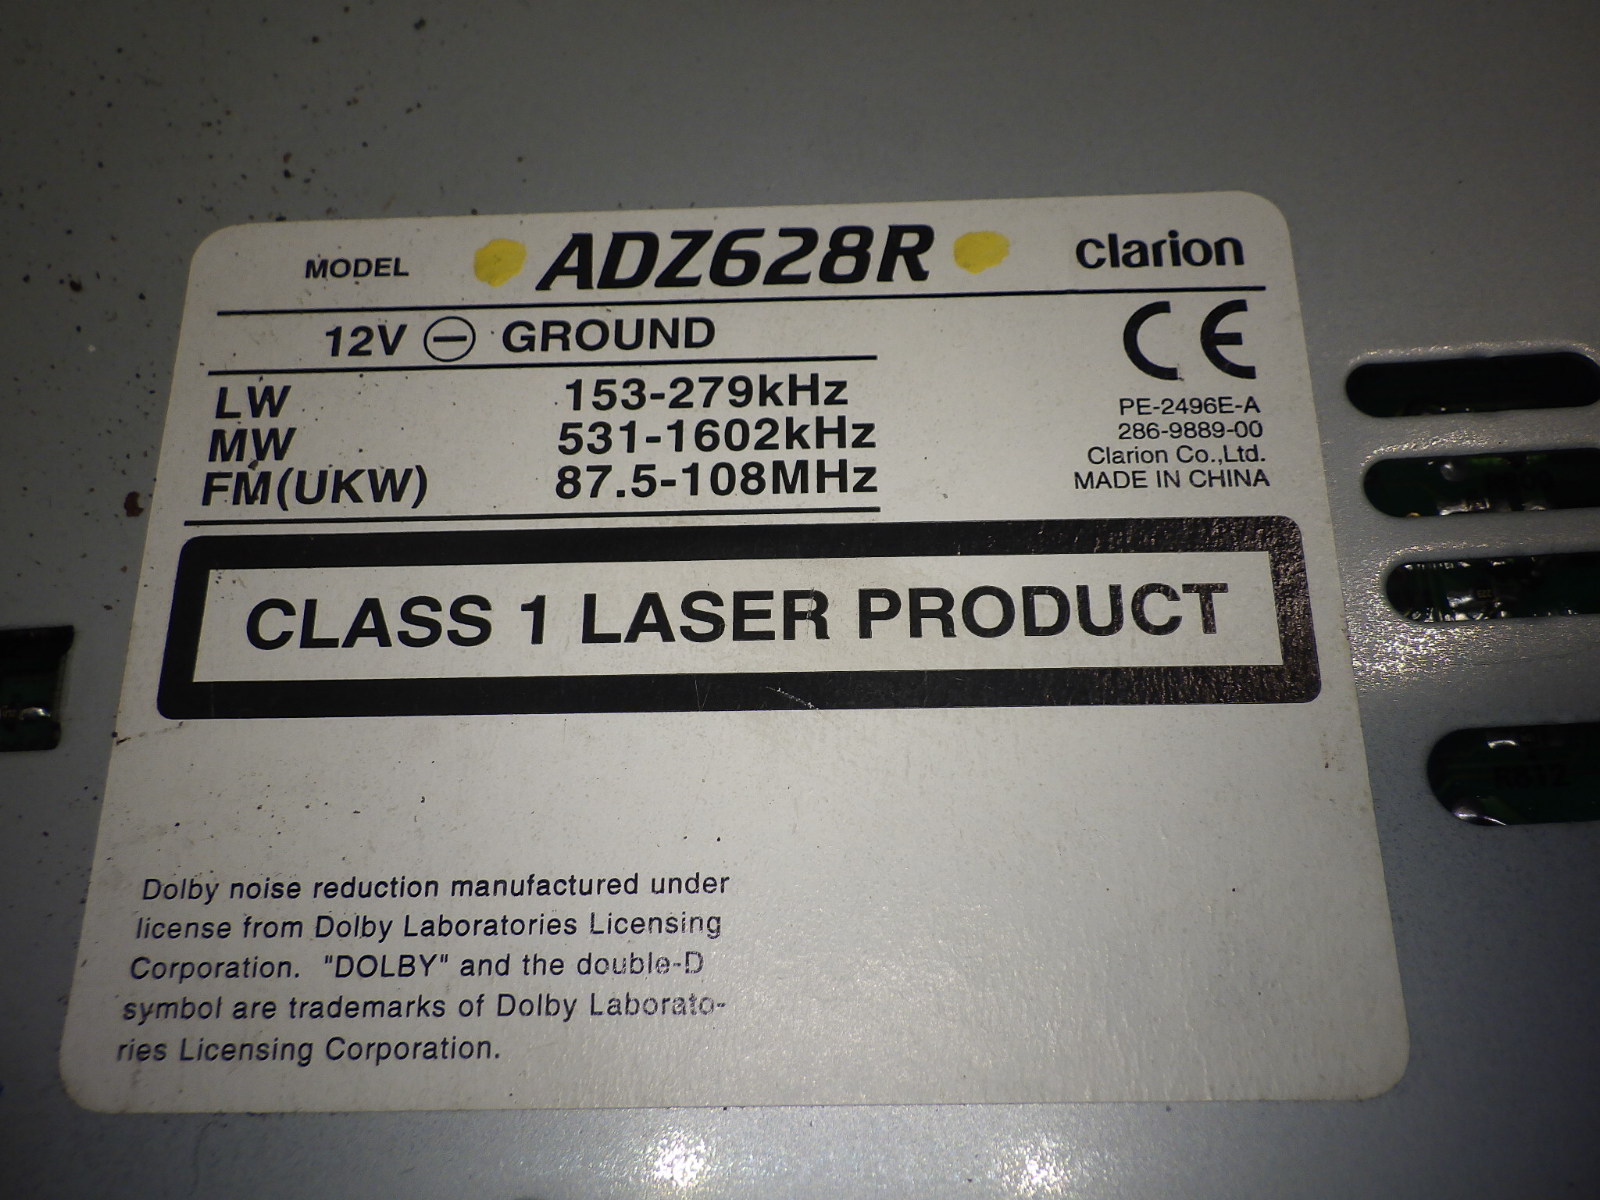 MODEL ADZ628R Clarion
12V ⊖ GROUND
LW 153-279kHz
MW 531-1602kHz
FM(UKW) 87.5-108MHz
CE
PE-2496E-A
286-9889-00
Clarion Co.,Ltd.
MADE IN CHINA
CLASS 1 LASER PRODUCT
Dolby noise reduction manufactured under
license from Dolby Laboratories Licensing
Corporation. "DOLBY" and the double-D
symbol are trademarks of Dolby Laborato-
ries Licensing Corporation.